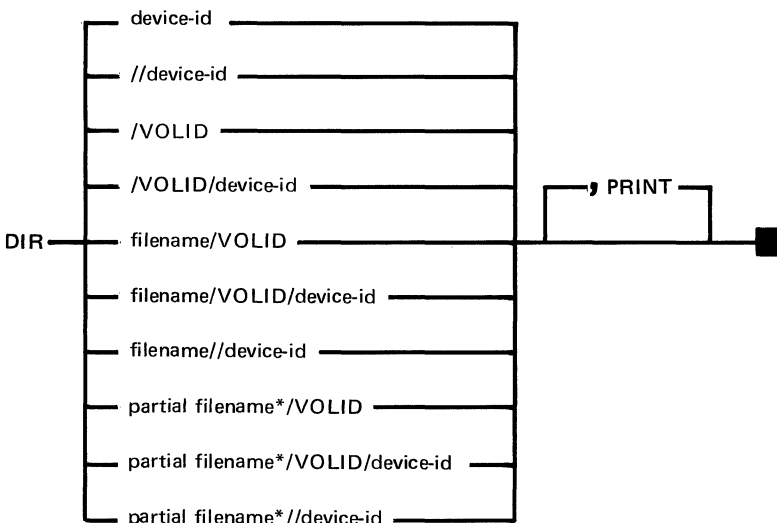 device-id
//device-id
/VOLID
/VOLID/device-id
, PRINT
DIR
filename/VOLID
filename/VOLID/device-id
filename//device-id
partial filename*/VOLID
partial filename*/VOLID/device-id
partial filename*//device-id